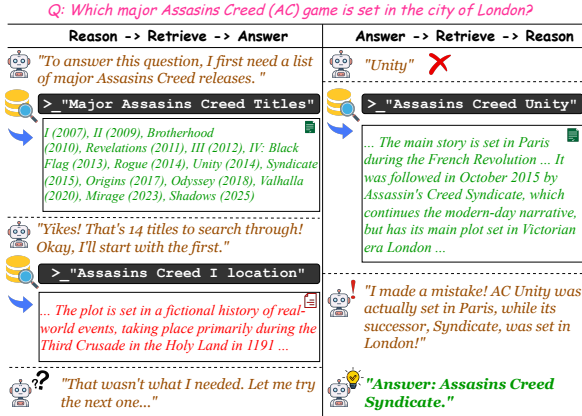 Q: Which major Assasins Creed (AC) game is set in the city of London?
Reason -> Retrieve -> Answer
"To answer this question, I first need a list
of major Assasins Creed releases. "
>_"Major Assasins Creed Titles"
I (2007), II (2009), Brotherhood
(2010), Revelations (2011), III (2012), IV: Black
Flag (2013), Rogue (2014), Unity (2014), Syndicate
(2015), Origins (2017), Odyssey (2018), Valhalla
(2020), Mirage (2023), Shadows (2025)
"Yikes! That's 14 titles to search through!
Okay, I'll start with the first."
>_"Assasins Creed I location"
... The plot is set in a fictional history of real-
world events, taking place primarily during the
Third Crusade in the Holy Land in 1191 ...
??
"That wasn't what I needed. Let me try
the next one..."
Answer -> Retrieve -> Reason
"Unity"
>_"Assasins Creed Unity"
... The main story is set in Paris
during the French Revolution ... It
was followed in October 2015 by
Assassin's Creed Syndicate, which
continues the modern-day narrative,
but has its main plot set in Victorian
era London ...
!
"I made a mistake! AC Unity was
actually set in Paris, while its
successor, Syndicate, was set in
London!"
"Answer: Assasins Creed
Syndicate."